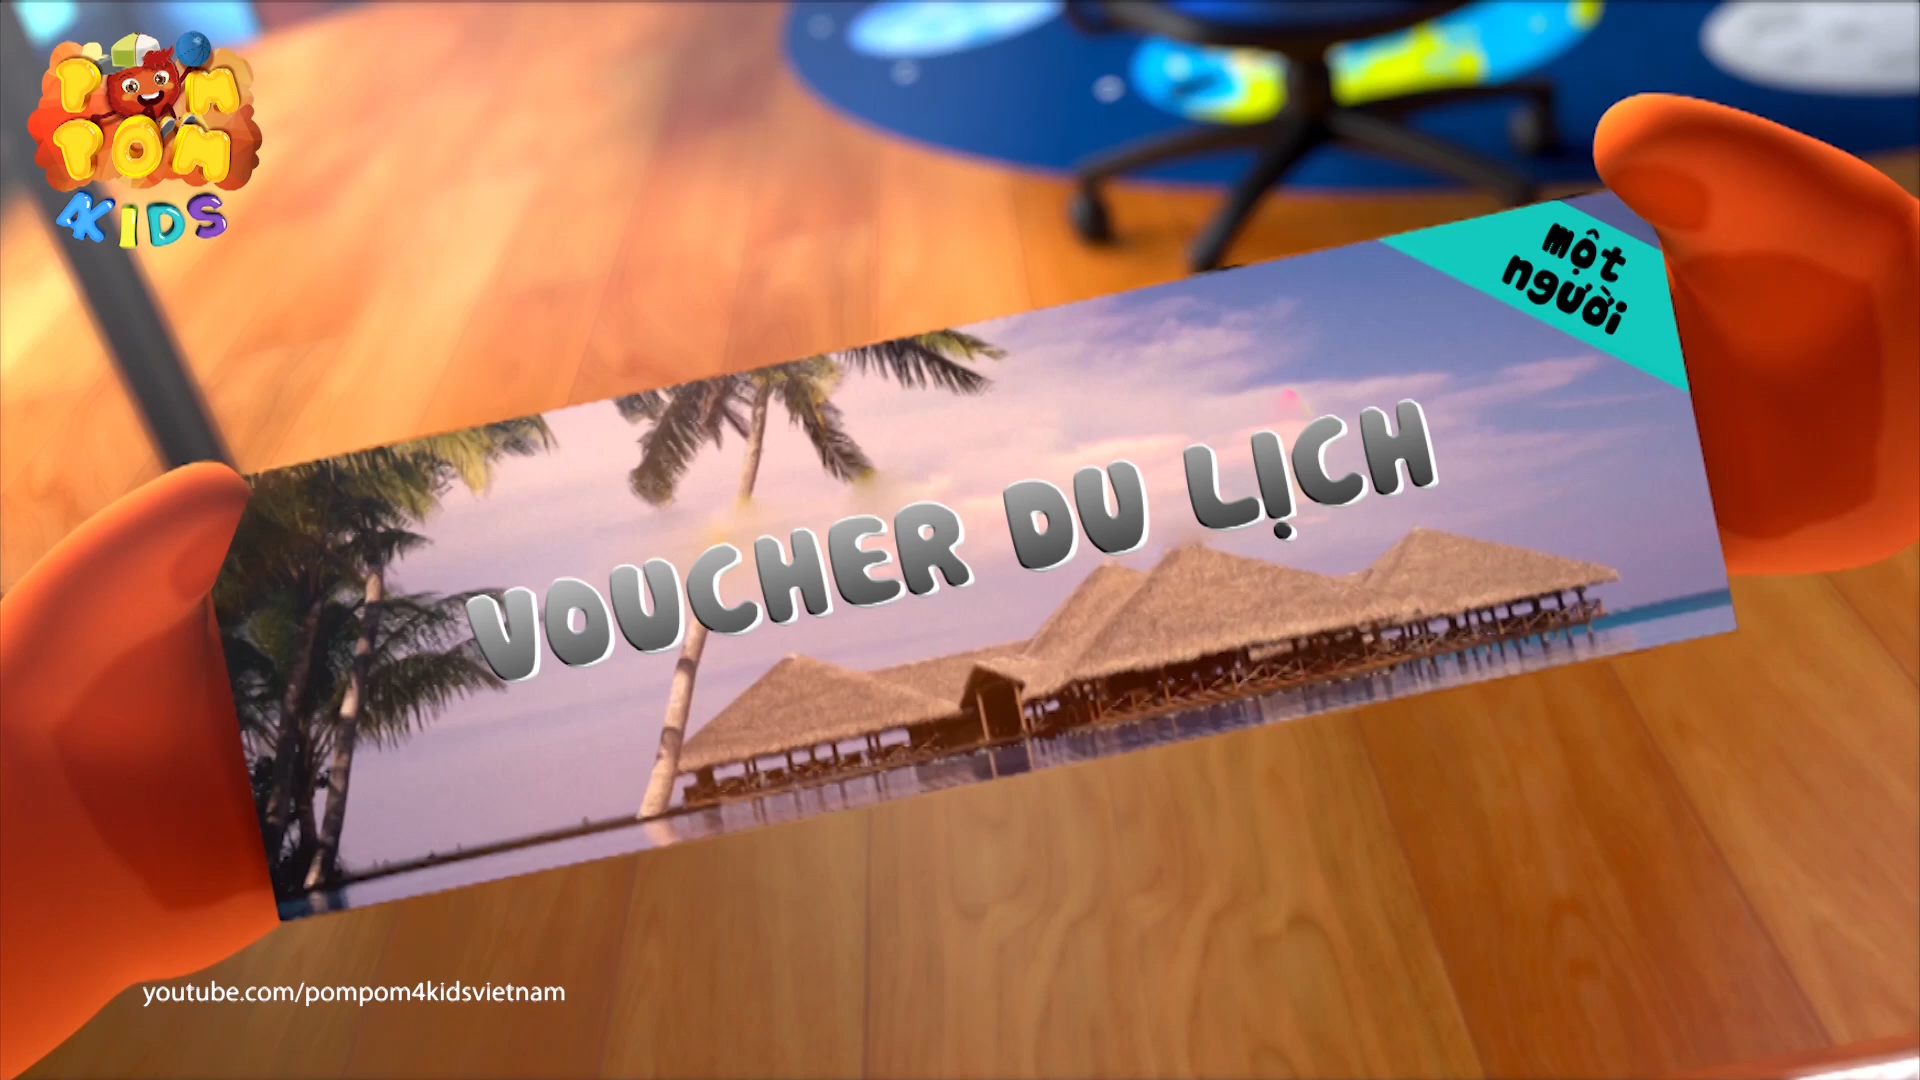 POM
POM
4KIDS
một
người
VOUCHER DU LỊCH
youtube.com/pompom4kidsvietnam